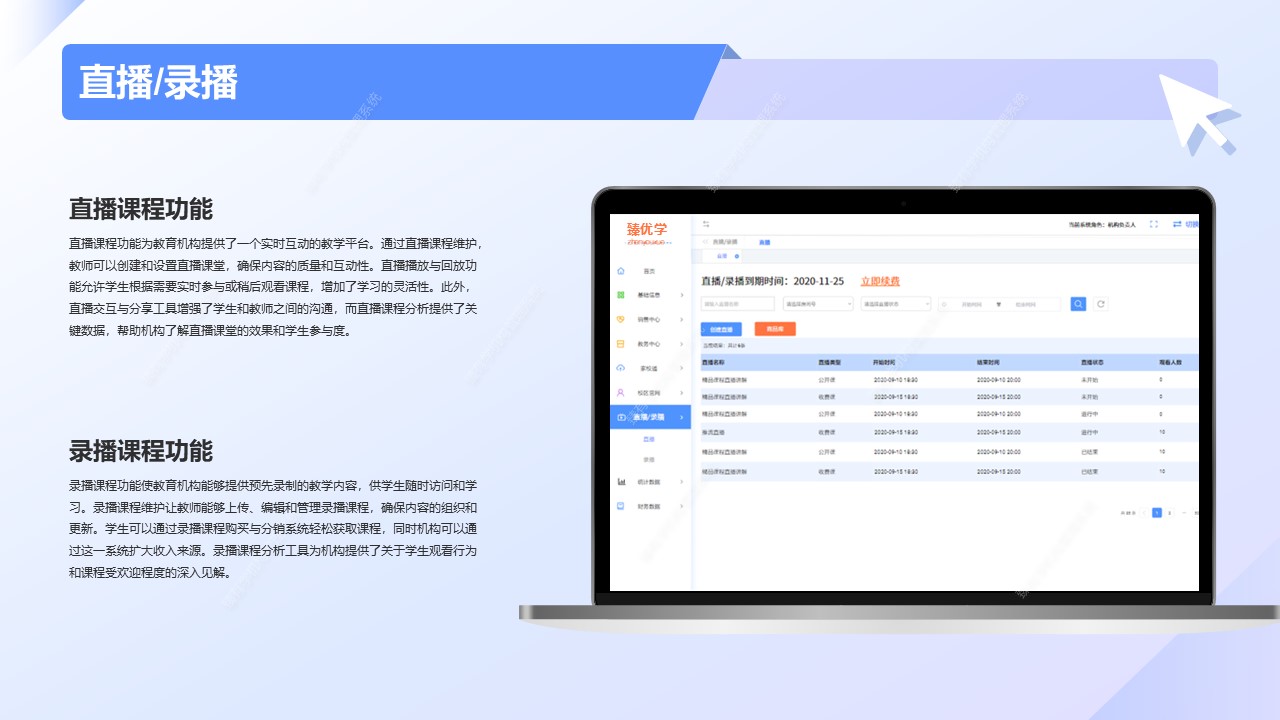 直播/录播
直播课程功能
直播课程功能为教育机构提供了一个实时互动的教学平台。通过直播课程维护，
教师可以创建和设置直播课堂，确保内容的质量和互动性。直播播放与回放功
能允许学生根据需要实时参与或稍后观看课程，增加了学习的灵活性。此外，
直播交互与分享工具增强了学生和教师之间的沟通，而直播课程分析提供了关
键数据，帮助机构了解直播课堂的效果和学生参与度。
录播课程功能
录播课程功能使教育机构能够提供预先录制的教学内容，供学生随时访问和学
习。录播课程维护让教师能够上传、编辑和管理录播课程，确保内容的组织和
更新。学生可以通过录播课程购买与分销系统轻松获取课程，同时机构可以通
过这一系统扩大收入来源。录播课程分析工具为机构提供了关于学生观看行为
和课程受欢迎程度的深入见解。
臻优学
当前系统角色：机构负责人
切换
直播/录播
直播
直播/录播到期时间：2020-11-25 立即续费
首页
基础信息
销售中心
教务中心
家校通
校区官网
直播/录播
直播
录播
统计数据
财务数据
创建直播
直播名称 直播类型 开始时间 结束时间 直播状态 观看人数
精品课程直播讲解 公开课 2020-09-10 18:30 2020-09-10 20:00 未开始 0
精品课程直播讲解 收费课 2020-09-15 18:30 2020-09-15 20:00 未开始 0
精品课程直播讲解 公开课 2020-09-10 18:30 2020-09-10 20:00 进行中 0
推流直播 收费课 2020-09-15 18:30 2020-09-15 20:00 进行中 10
精品课程直播讲解 公开课 2020-09-10 18:30 2020-09-10 20:00 已结束 10
精品课程直播讲解 收费课 2020-09-15 18:30 2020-09-15 20:00 已结束 10